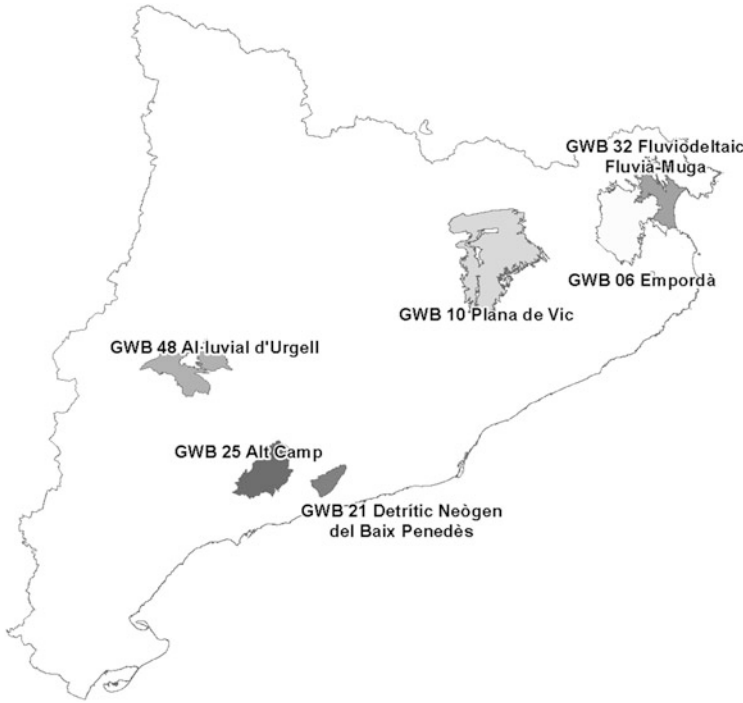 GWB 32 Fluviodeltaic
Fluvià-Muga
GWB 06 Empordà
GWB 10 Plana de Vic
GWB 48 Al·luvial d'Urgell
GWB 25 Alt Camp
GWB 21 Detrític Neògen
del Baix Penedès